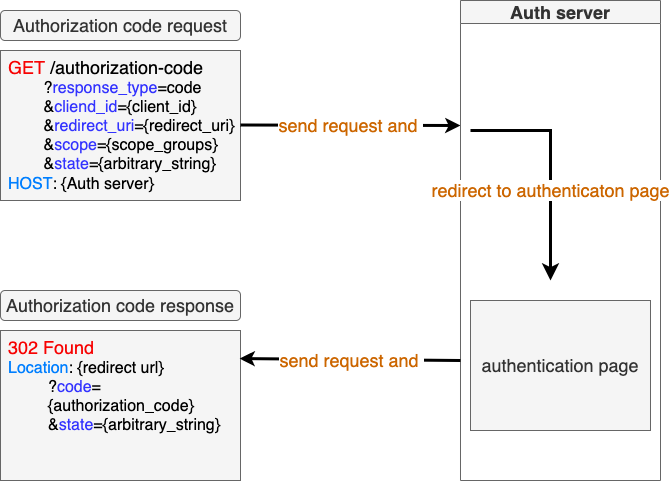 Authorization code request
GET /authorization-code
?response_type=code
&cliend_id={client_id}
&redirect_uri={redirect_uri}
&scope={scope_groups}
&state={arbitrary_string}
HOST: {Auth server}
send request and
Auth server
redirect to authenticaton page
Authorization code response
302 Found
Location: {redirect url}
?code=
{authorization_code}
&state={arbitrary_string}
send request and
authentication page